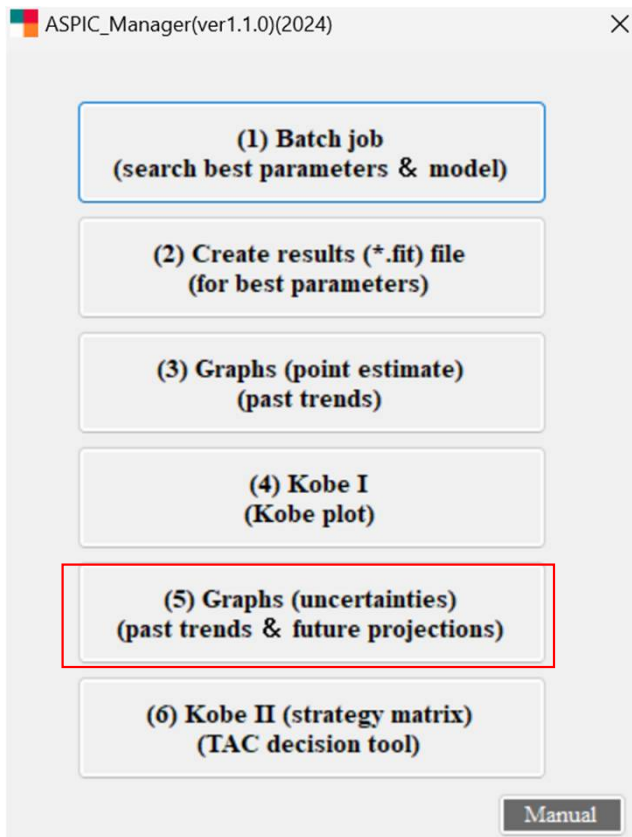 ASPIC_Manager(ver1.1.0)(2024)
(1) Batch job
(search best parameters & model)
(2) Create results (*.fit) file
(for best parameters)
(3) Graphs (point estimate)
(past trends)
(4) Kobe I
(Kobe plot)
(5) Graphs (uncertainties)
(past trends & future projections)
(6) Kobe II (strategy matrix)
(TAC decision tool)
Manual